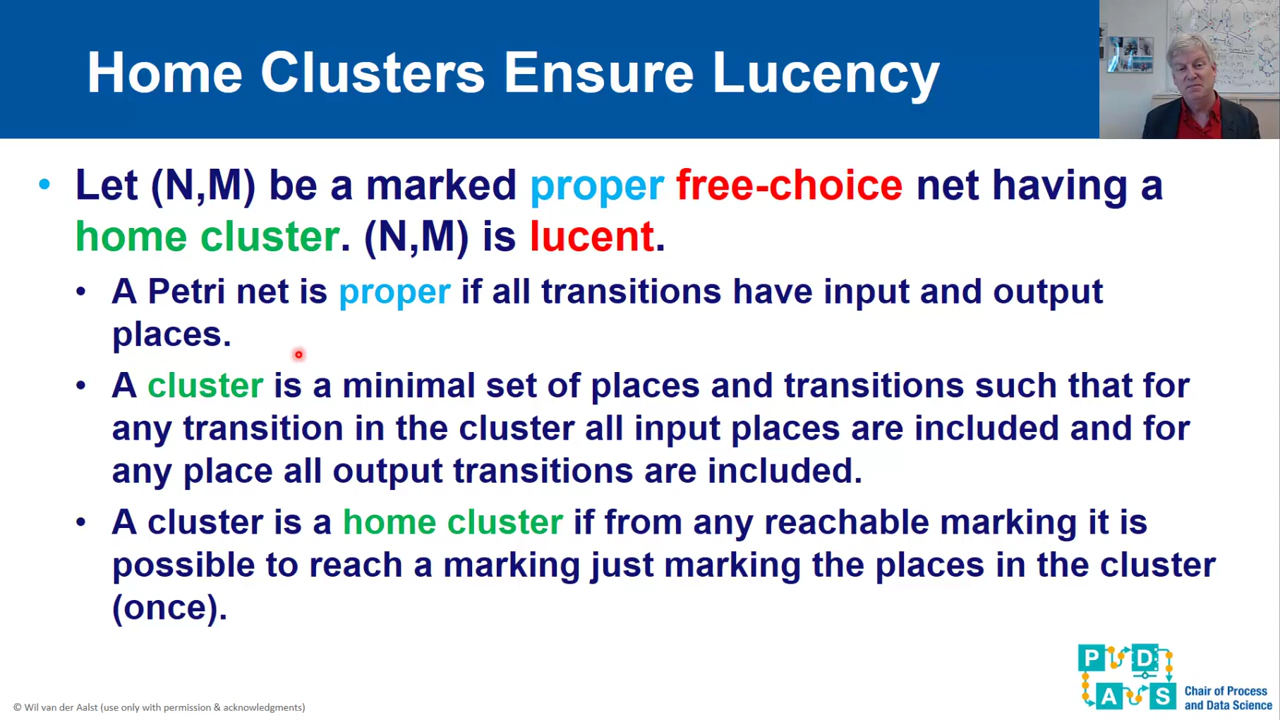 Home Clusters Ensure Lucency
• Let (N,M) be a marked proper free-choice net having a
home cluster. (N,M) is lucent.
• A Petri net is proper if all transitions have input and output
places.
• A cluster is a minimal set of places and transitions such that for
any transition in the cluster all input places are included and for
any place all output transitions are included.
• A cluster is a home cluster if from any reachable marking it is
possible to reach a marking just marking the places in the cluster
(once).
P D
A S
Chair of Process
and Data Science
© Wil van der Aalst (use only with permission & acknowledgments)